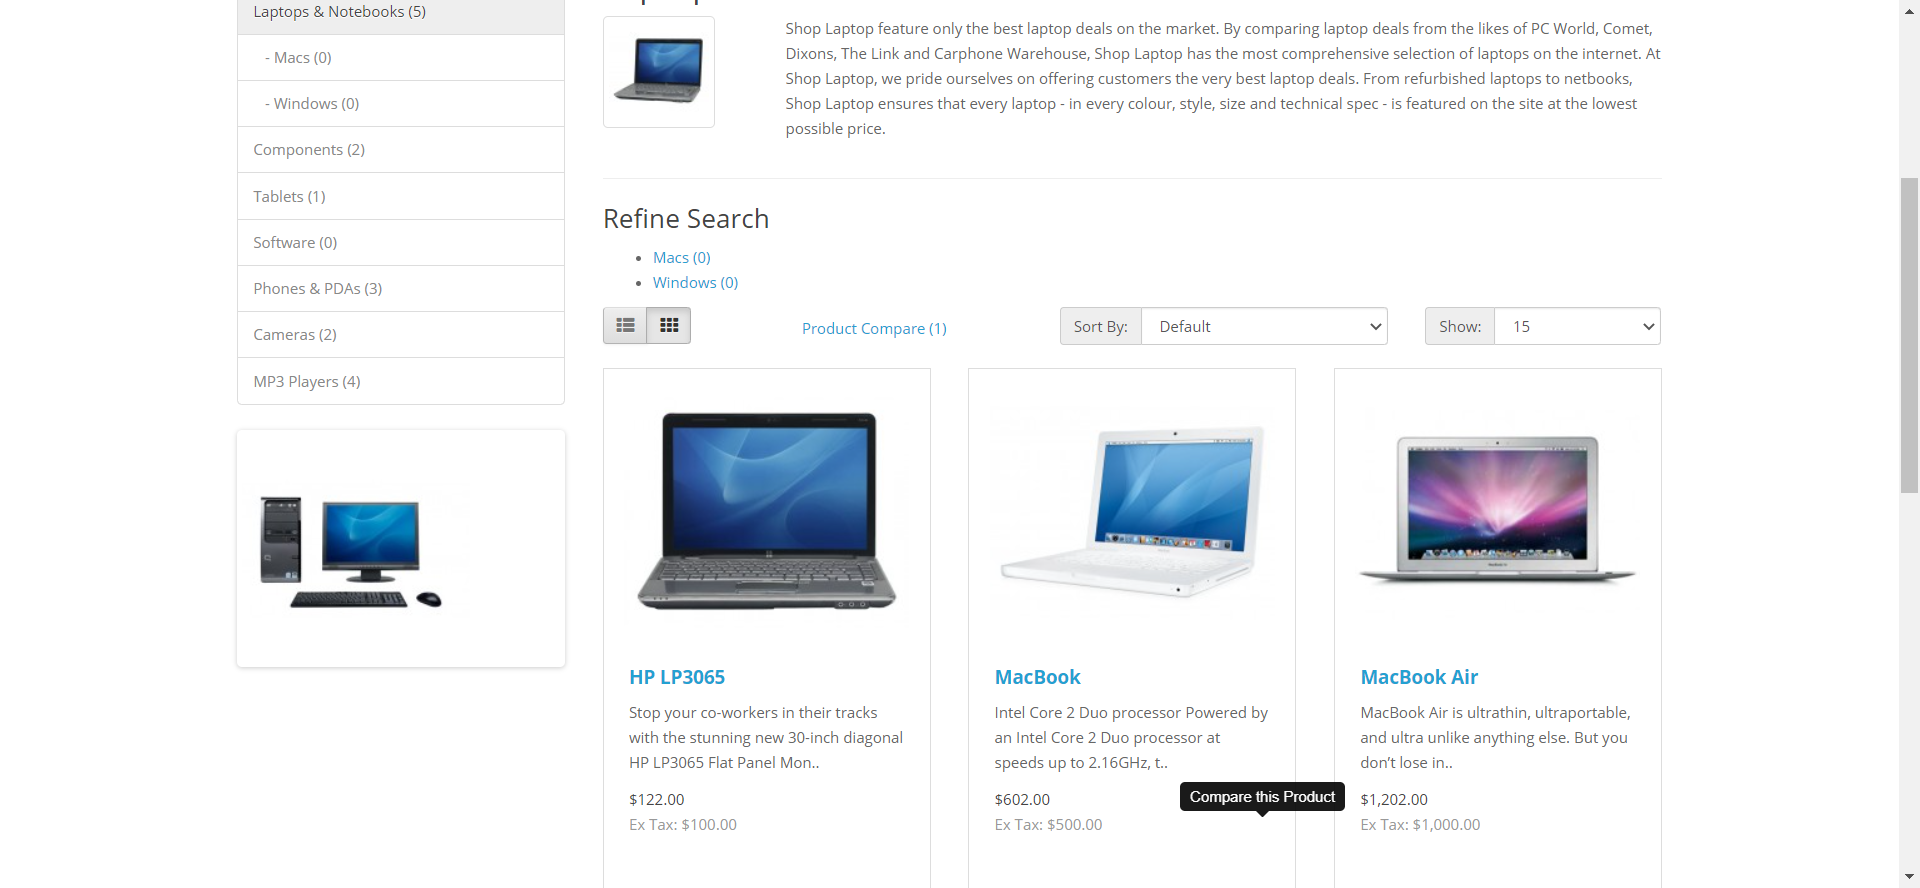 Laptops & Notebooks (5)
- Macs (0)
- Windows (0)
Components (2)
Tablets (1)
Software (0)
Phones & PDAs (3)
Cameras (2)
MP3 Players (4)
Shop Laptop feature only the best laptop deals on the market. By comparing laptop deals from the likes of PC World, Comet,
Dixons, The Link and Carphone Warehouse, Shop Laptop has the most comprehensive selection of laptops on the internet. At
Shop Laptop, we pride ourselves on offering customers the very best laptop deals. From refurbished laptops to netbooks,
Shop Laptop ensures that every laptop - in every colour, style, size and technical spec - is featured on the site at the lowest
possible price.
Refine Search
Macs (0)
Windows (0)
Product Compare (1)
Sort By: Default
Show: 15
HP LP3065
Stop your co-workers in their tracks
with the stunning new 30-inch diagonal
HP LP3065 Flat Panel Mon..
$122.00
Ex Tax: $100.00
MacBook
Intel Core 2 Duo processor Powered by
an Intel Core 2 Duo processor at
speeds up to 2.16GHz, t..
$602.00
Ex Tax: $500.00
Compare this Product
MacBook Air
MacBook Air is ultrathin, ultraportable,
and ultra unlike anything else. But you
don’t lose in..
$1,202.00
Ex Tax: $1,000.00